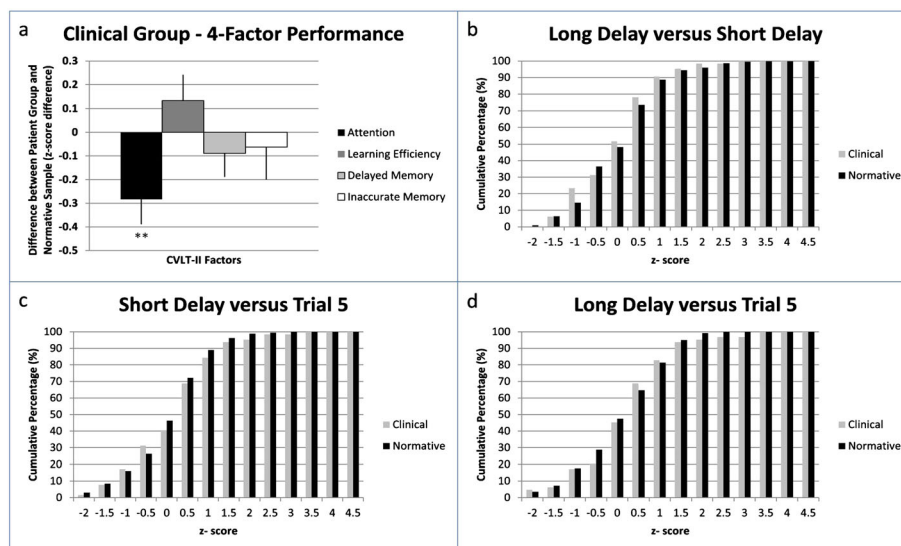 a
Clinical Group - 4-Factor Performance
Difference between Patient Group and
Normative Sample (z-score difference)
0.3
0.2
0.1
0
-0.1
-0.2
-0.3
-0.4
-0.5
**
CVLT-II Factors
Attention
Learning Efficiency
Delayed Memory
Inaccurate Memory
b
Long Delay versus Short Delay
Cumulative Percentage (%)
100
90
80
70
60
50
40
30
20
10
0
-2 -1.5 -1 -0.5 0 0.5 1 1.5 2 2.5 3 3.5 4 4.5
z- score
Clinical
Normative
c
Short Delay versus Trial 5
Cumulative Percentage (%)
100
90
80
70
60
50
40
30
20
10
0
-2 -1.5 -1 -0.5 0 0.5 1 1.5 2 2.5 3 3.5 4 4.5
z- score
Clinical
Normative
d
Long Delay versus Trial 5
Cumulative Percentage (%)
100
90
80
70
60
50
40
30
20
10
0
-2 -1.5 -1 -0.5 0 0.5 1 1.5 2 2.5 3 3.5 4 4.5
z- score
Clinical
Normative